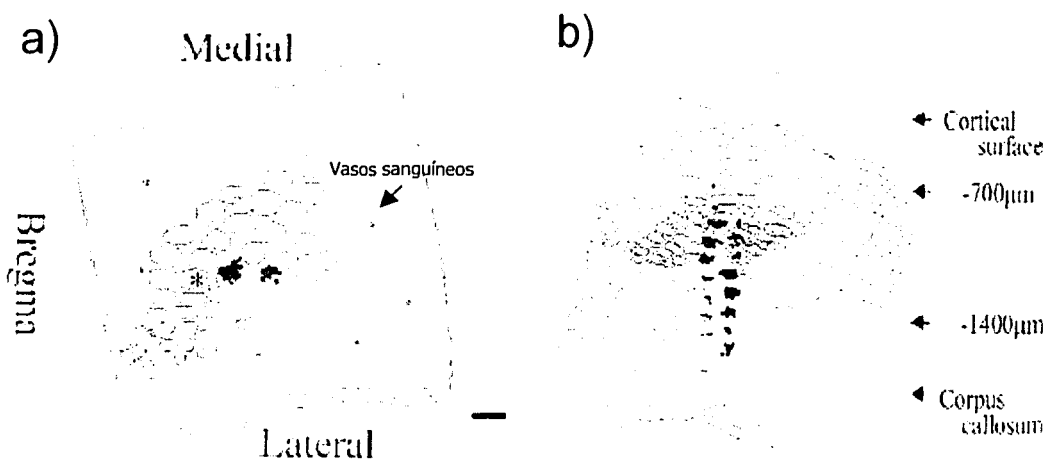 a)
Medial
Vasos sanguíneos
Bregma
*
Lateral
b)
Cortical
surface
-700µm
-1400µm
Corpus
callosum